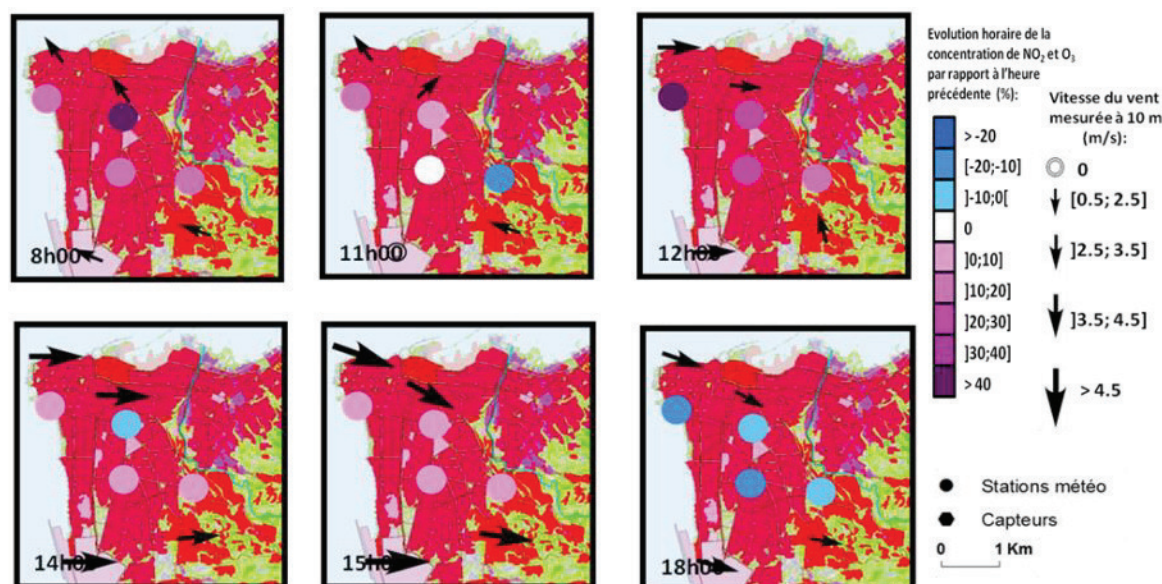 8h00
11h00
12h00
14h0
15h0
18h00
Evolution horaire de la
concentration de NO₂ et O₃
par rapport à l'heure
précédente (%):
> -20
[-20;-10]
]-10;0[
0
]0;10]
]10;20]
]20;30]
]30;40]
> 40
Vitesse du vent
mesurée à 10 m
(m/s):
0
[0.5; 2.5]
]2.5; 3.5]
]3.5; 4.5]
> 4.5
Stations météo
Capteurs
0 1 Km